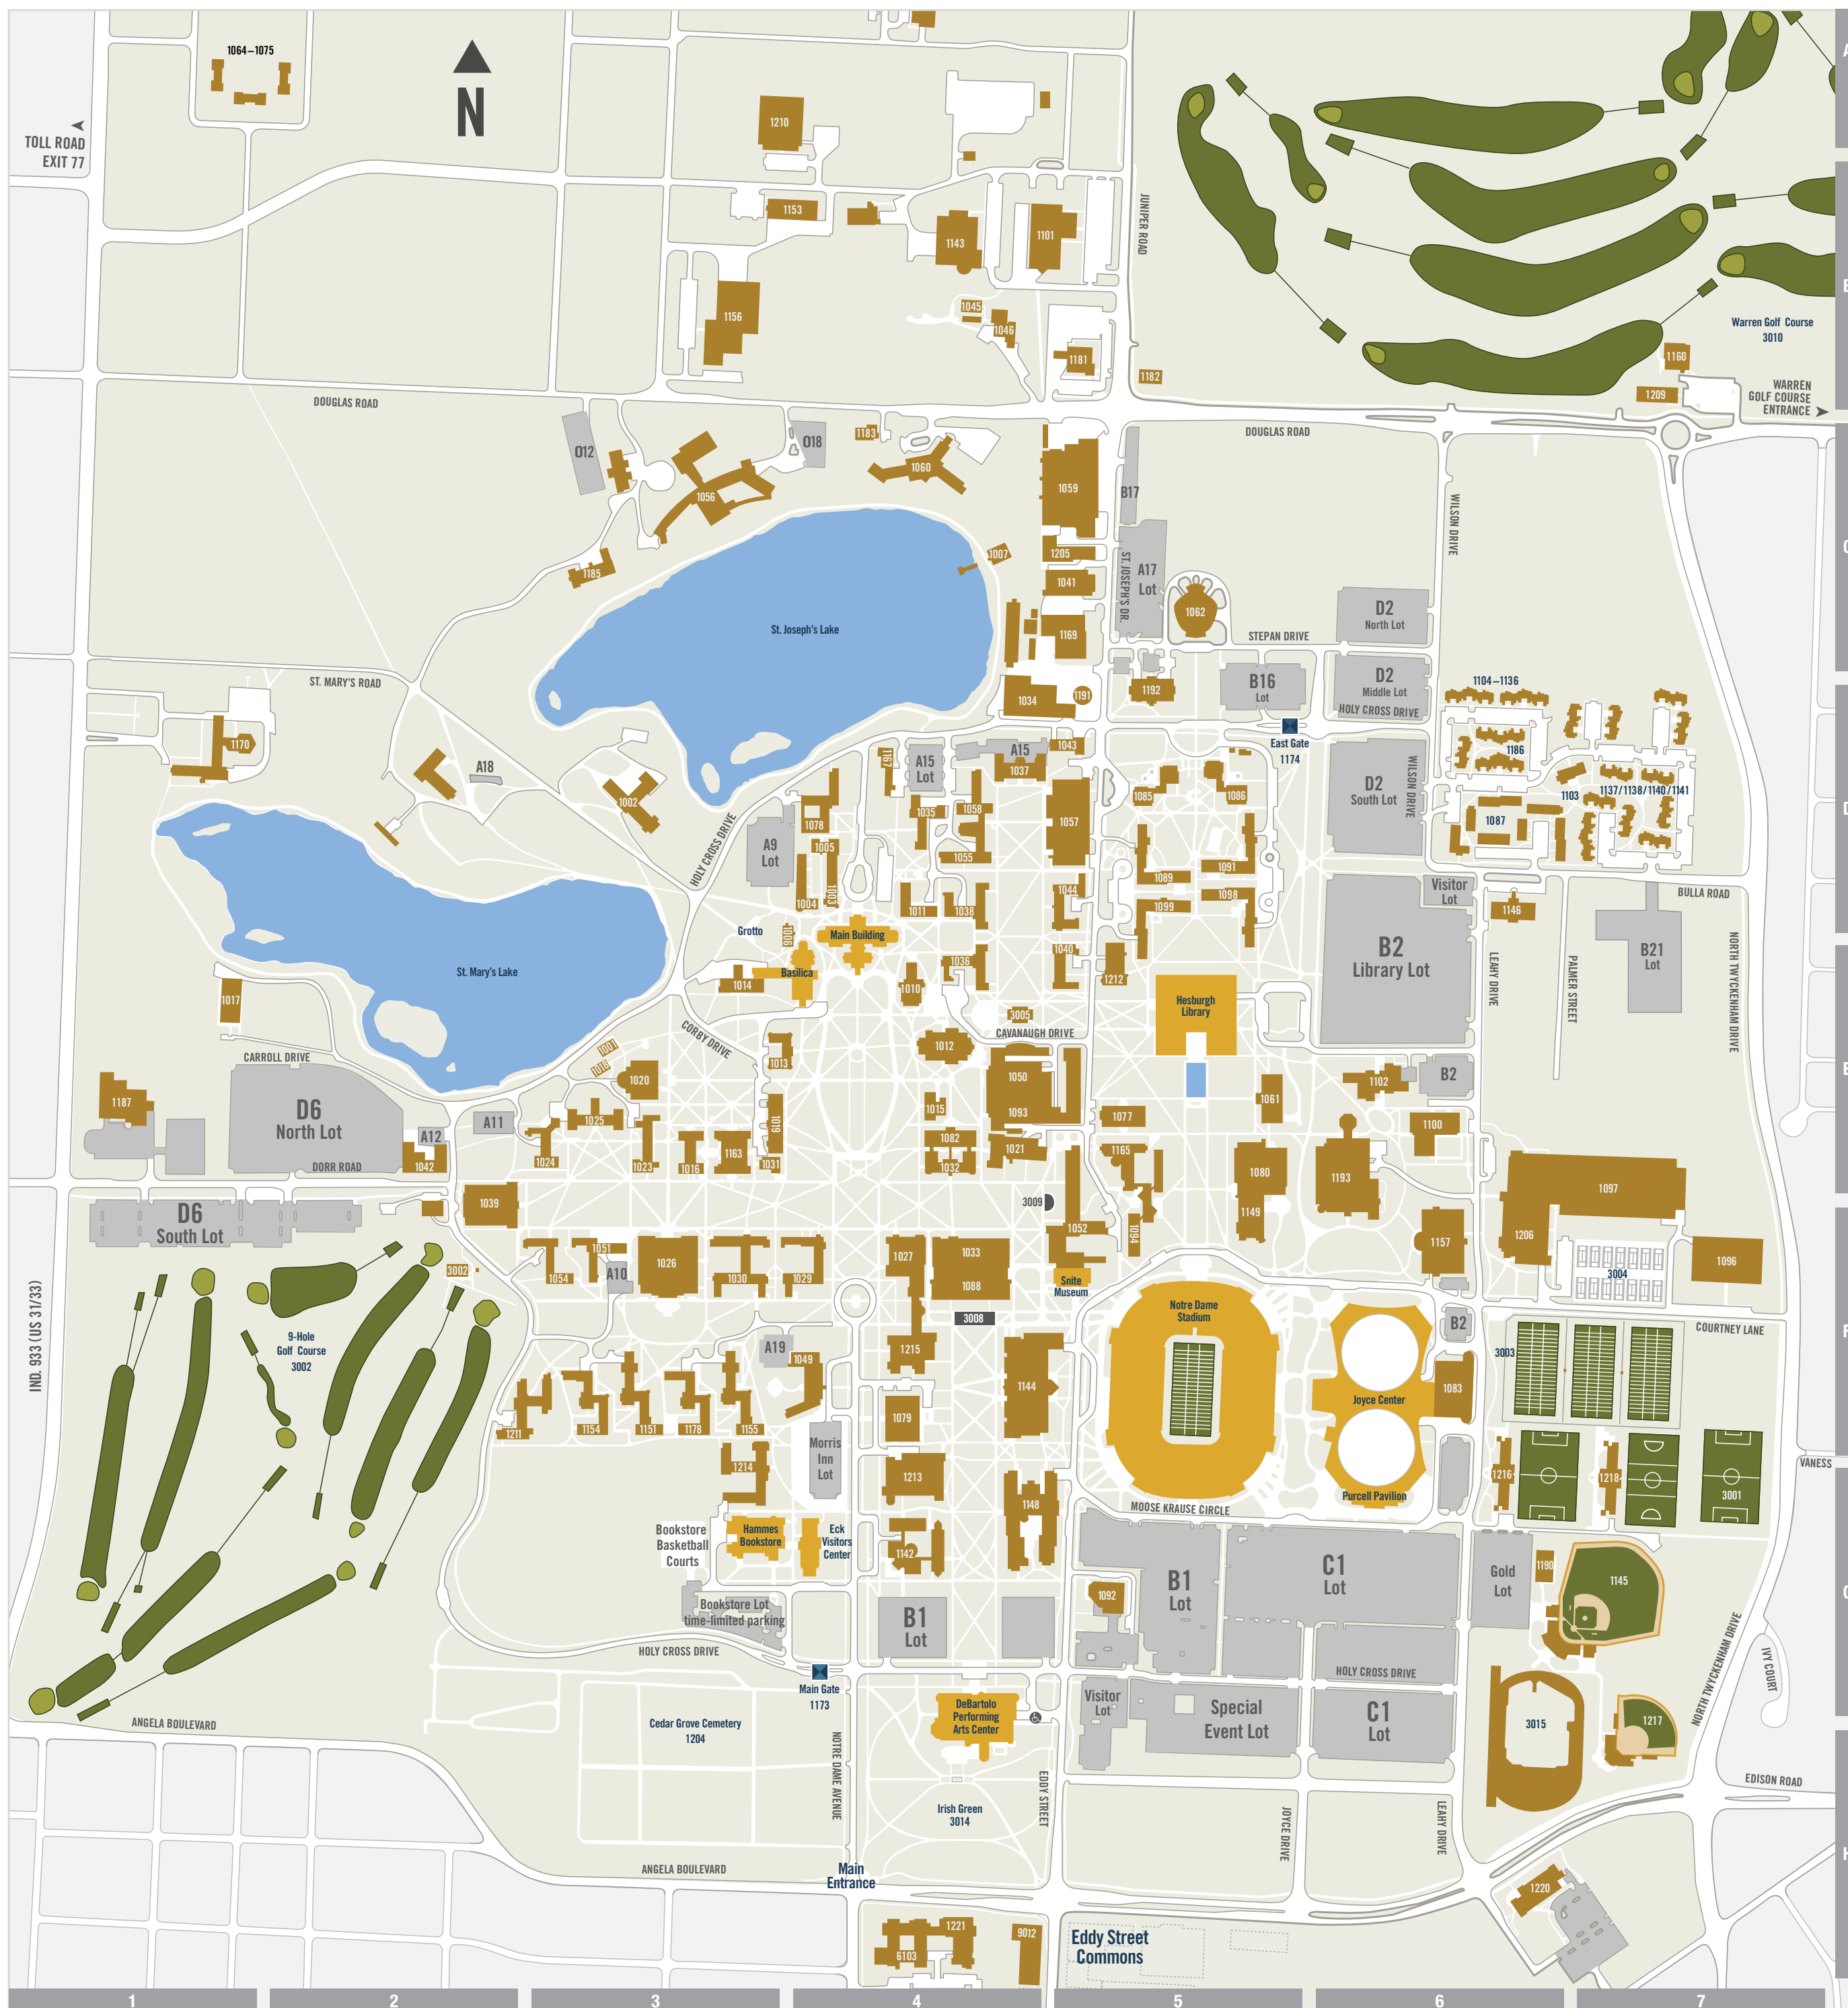 1064–1075
A
N
TOLL ROAD
EXIT 77
1210
JUNIPER ROAD
1153
1143
1101
1156
1045
1046
1181
1182
Warren Golf Course
3010
1160
1209
WARREN
GOLF COURSE
ENTRANCE
DOUGLAS ROAD
DOUGLAS ROAD
O12
O18
1183
1060
1056
1059
B17
WILSON DRIVE
1185
1007
1205
1041
ST. JOSEPH'S DR.
A17
Lot
1062
D2
North Lot
St. Joseph's Lake
1169
STEPAN DRIVE
ST. MARY'S ROAD
1034
1191
1192
B16
Lot
D2
Middle Lot
HOLY CROSS DRIVE
1104–1136
1170
A18
1002
1167
A15
Lot
A15
1037
1043
East Gate
1174
1186
1085
1086
D2
South Lot
WILSON DRIVE
1103
1137/1138/1140/1141
1087
HOLY CROSS DRIVE
A9
Lot
1078
1005
1035
1058
1057
1055
1004
1003
1011
1038
1044
1089
1091
1099
1098
Visitor
Lot
BULLA ROAD
1146
Grotto
1006
Main Building
Basilica
1014
1036
1010
1040
1212
B2
Library Lot
LEAHY DRIVE
PALMER STREET
B21
Lot
NORTH TWYCKENHAM DRIVE
St. Mary's Lake
1017
Hesburgh
Library
3005
CAVANAUGH DRIVE
CORBY DRIVE
CARROLL DRIVE
1013
1012
1020
1050
1093
1102
B2
1187
D6
North Lot
A12
A11
1042
DORR ROAD
1025
1024
1023
1016
1163
1019
1031
1015
1082
1032
1021
1077
1061
1100
1165
1080
1149
1193
1097
D6
South Lot
1039
3009
1052
1094
1157
1206
3004
1096
3002
1054
1051
A10
1026
1030
1029
1027
1033
1088
Snite
Museum
Notre Dame
Stadium
3008
B2
COURTNEY LANE
IND. 933 (US 31/33)
9-Hole
Golf Course
3002
A19
1049
1215
1144
3003
Joyce Center
1083
1211
1154
1151
1178
1155
1079
Morris
Inn
Lot
1214
1213
1148
VANESS
1216
1218
3001
Purcell Pavilion
MOOSE KRAUSE CIRCLE
Bookstore
Basketball
Courts
Hammes
Bookstore
Eck
Visitors
Center
1142
C1
Lot
Gold
Lot
1190
1145
Bookstore Lot
time-limited parking
B1
Lot
1092
B1
Lot
HOLY CROSS DRIVE
HOLY CROSS DRIVE
NORTH TWYCKENHAM DRIVE
IVY COURT
Main Gate
1173
DeBartolo
Performing
Arts Center
Visitor
Lot
Special
Event Lot
C1
Lot
3015
1217
ANGELA BOULEVARD
Cedar Grove Cemetery
1204
NOTRE DAME AVENUE
Irish Green
3014
EDDY STREET
JOYCE DRIVE
LEAHY DRIVE
EDISON ROAD
ANGELA BOULEVARD
Main
Entrance
1220
1221
6103
9012
Eddy Street
Commons
1
2
3
4
5
6
7